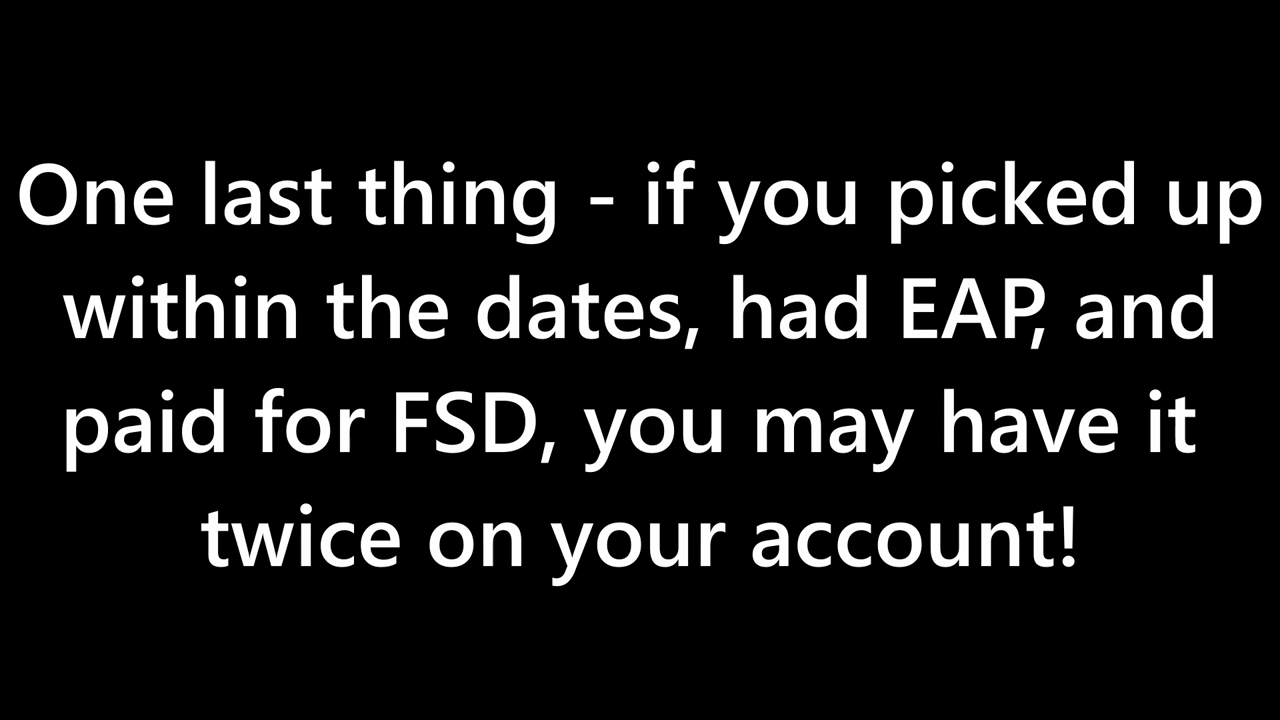 One last thing - if you picked up
within the dates, had EAP, and
paid for FSD, you may have it
twice on your account!